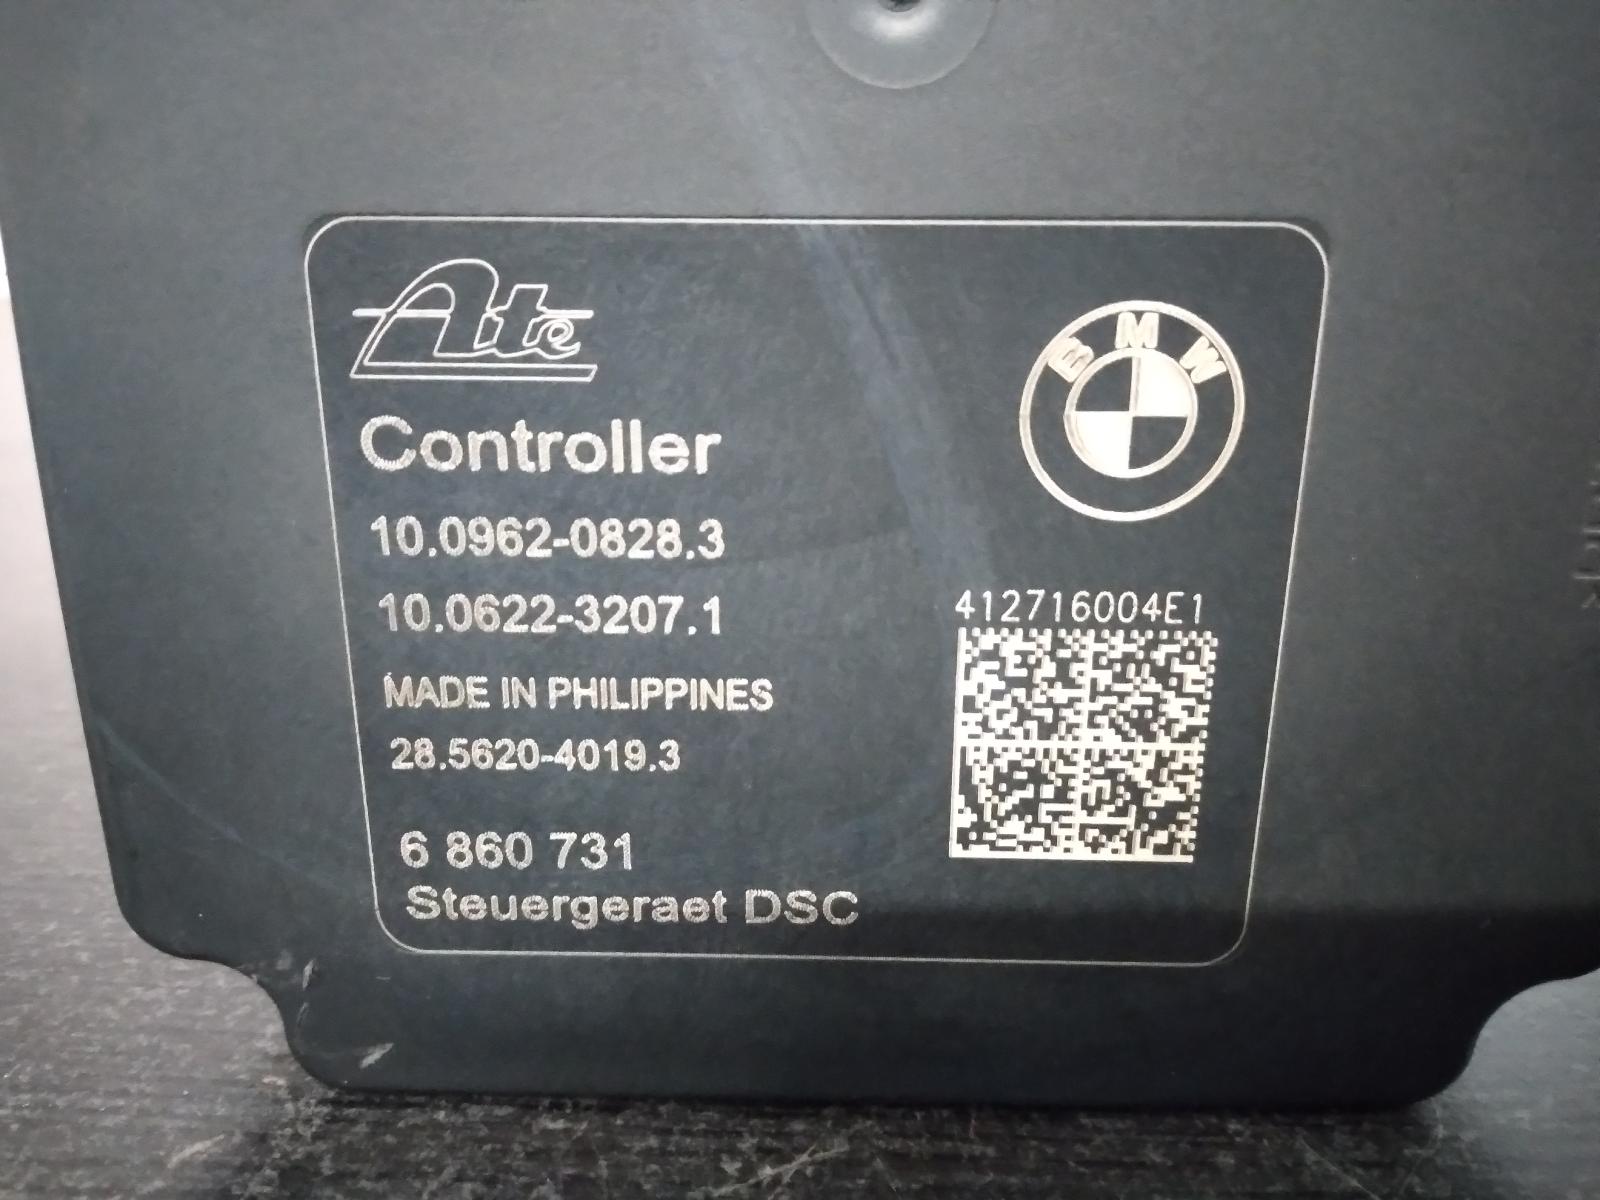 Ate
BMW
Controller
10.0962-0828.3
10.0622-3207.1
412716004E1
MADE IN PHILIPPINES
28.5620-4019.3
6 860 731
Steuergeraet DSC